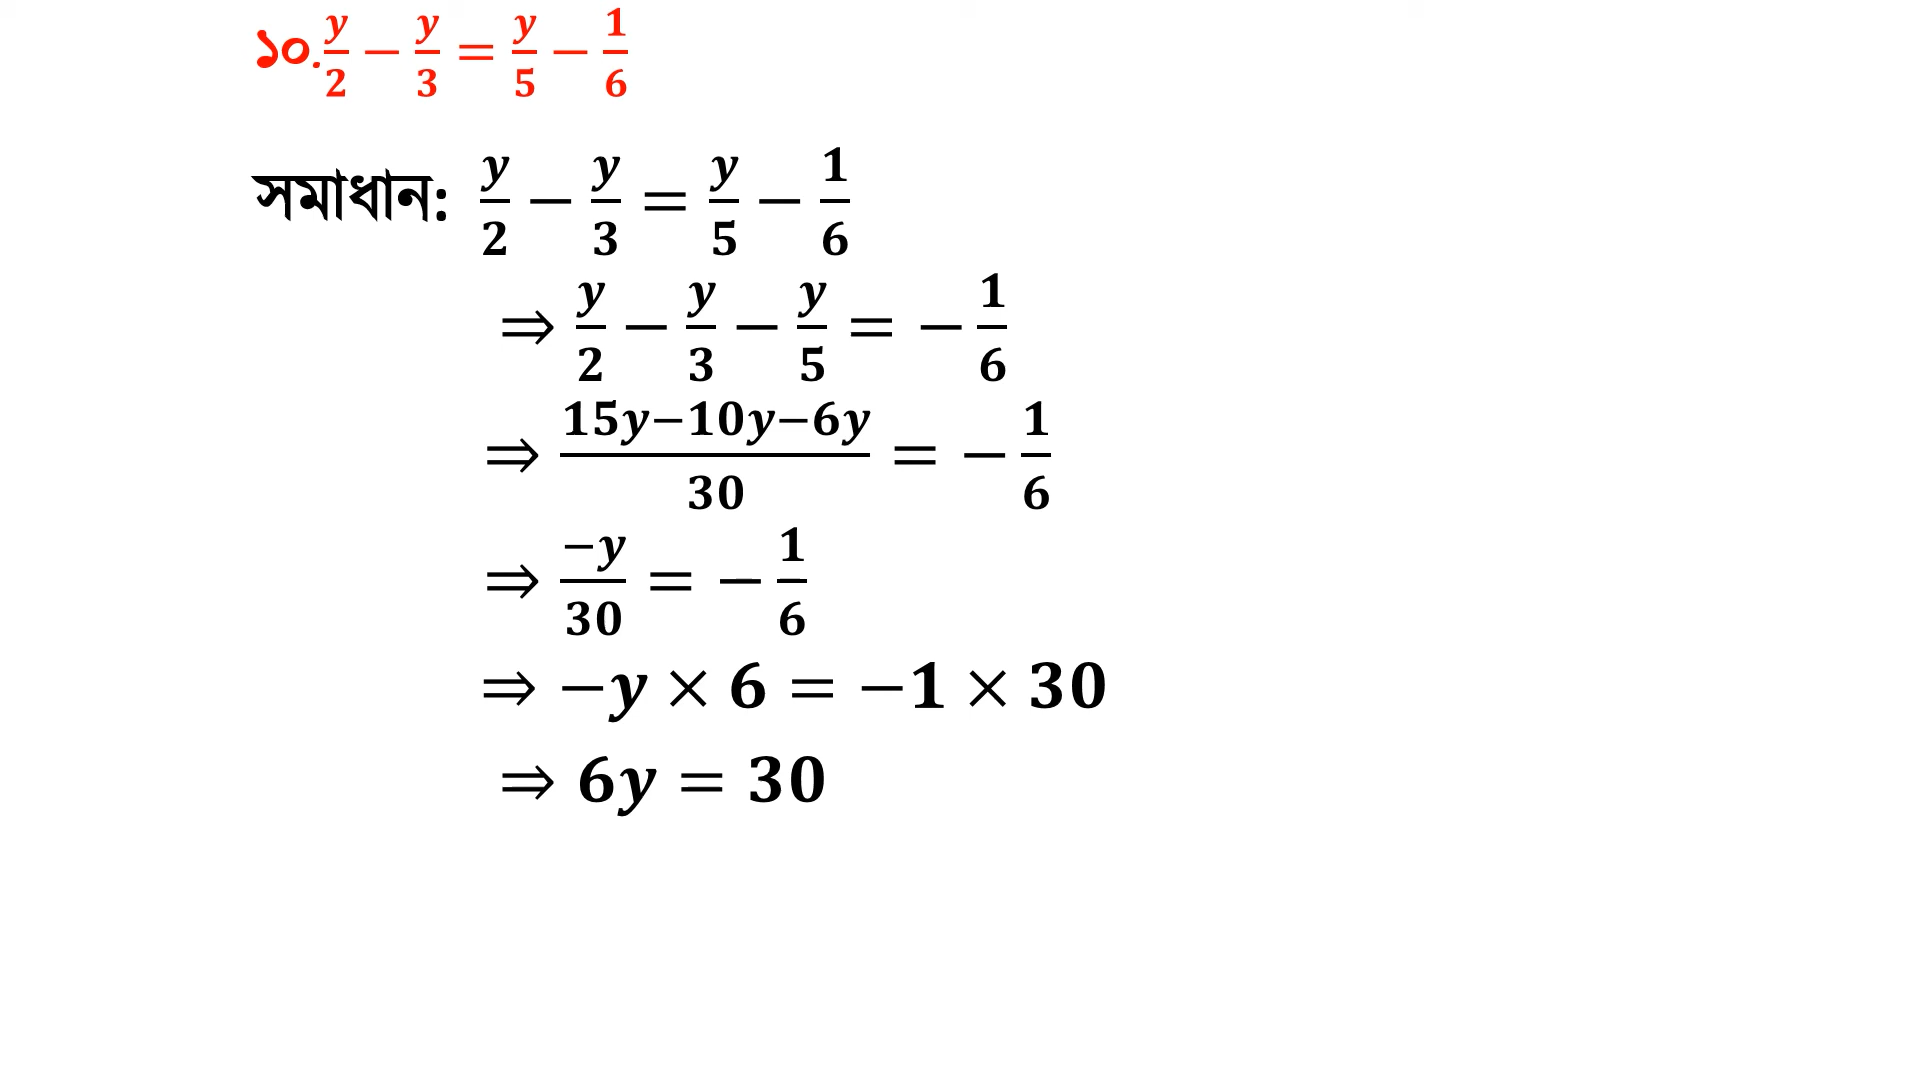 ১০. y/2 − y/3 = y/5 − 1/6
সমাধান: y/2 − y/3 = y/5 − 1/6
⇒ y/2 − y/3 − y/5 = − 1/6
⇒ (15y−10y−6y)/30 = − 1/6
⇒ −y/30 = − 1/6
⇒ −y × 6 = −1 × 30
⇒ 6y = 30